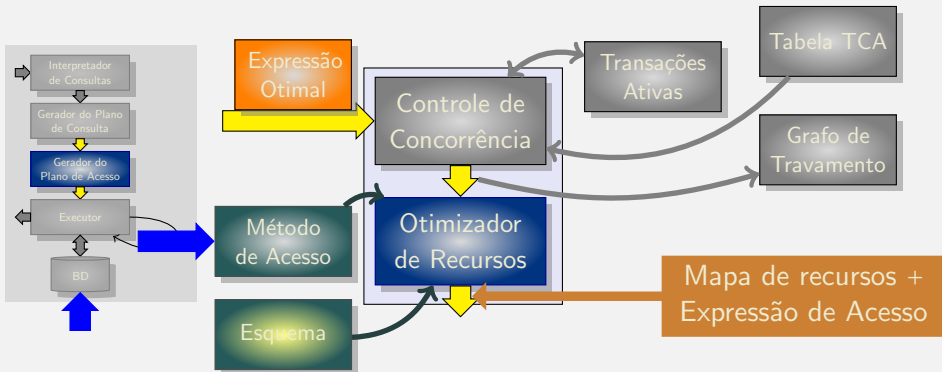 Interpretador
de Consultas
Gerador do Plano
de Consulta
Gerador do
Plano de Acesso
Executor
BD
Expressão
Otimal
Controle de
Concorrência
Transações
Ativas
Tabela TCA
Grafo de
Travamento
Método
de Acesso
Otimizador
de Recursos
Esquema
Mapa de recursos +
Expressão de Acesso